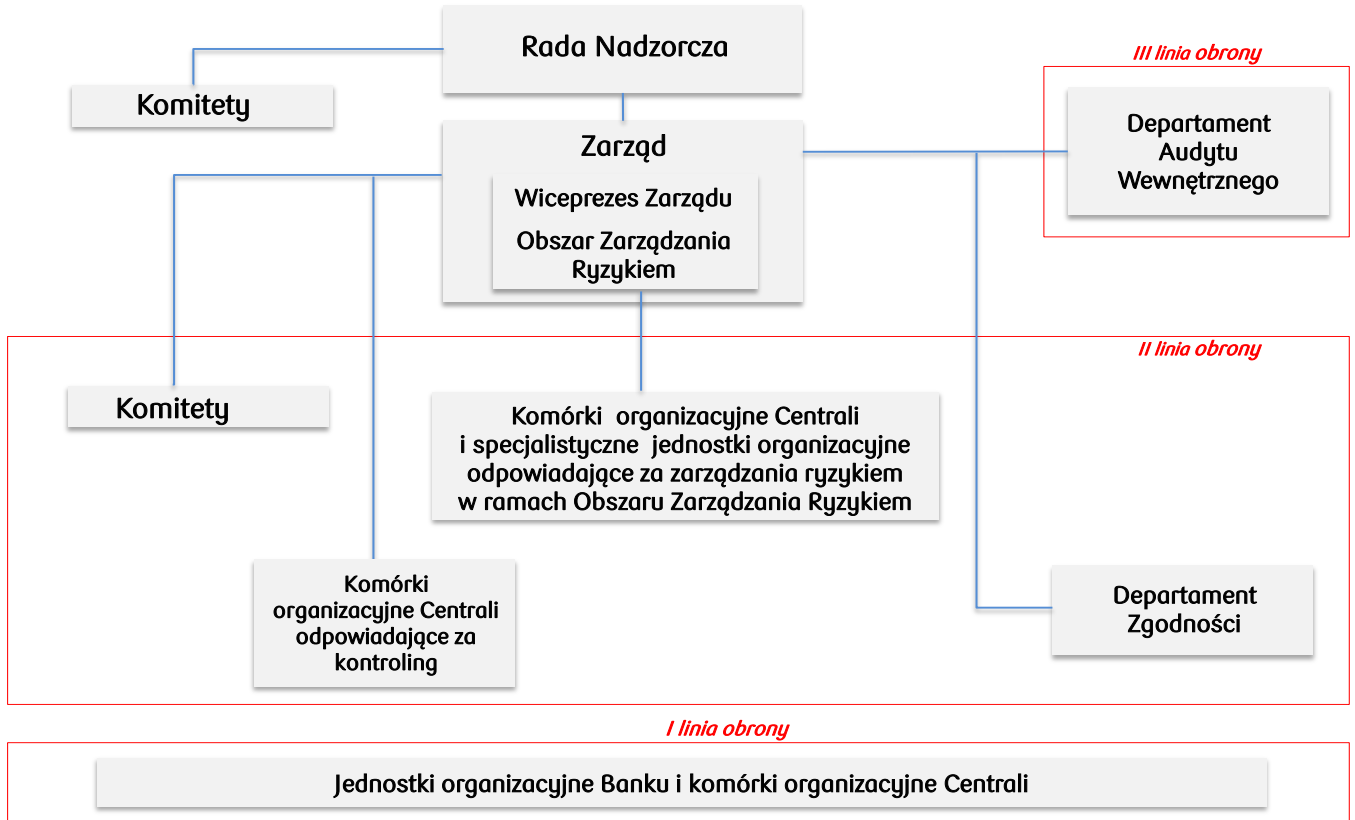 Rada Nadzorcza
III linia obrony
Komitety
Departament
Audytu
Wewnętrznego
Zarząd
Wiceprezes Zarządu
Obszar Zarządzania
Ryzykiem
II linia obrony
Komitety
Komórki organizacyjne Centrali
i specjalistyczne jednostki organizacyjne
odpowiadające za zarządzania ryzykiem
w ramach Obszaru Zarządzania Ryzykiem
Komórki
organizacyjne Centrali
odpowiadające za
kontroling
Departament
Zgodności
I linia obrony
Jednostki organizacyjne Banku i komórki organizacyjne Centrali